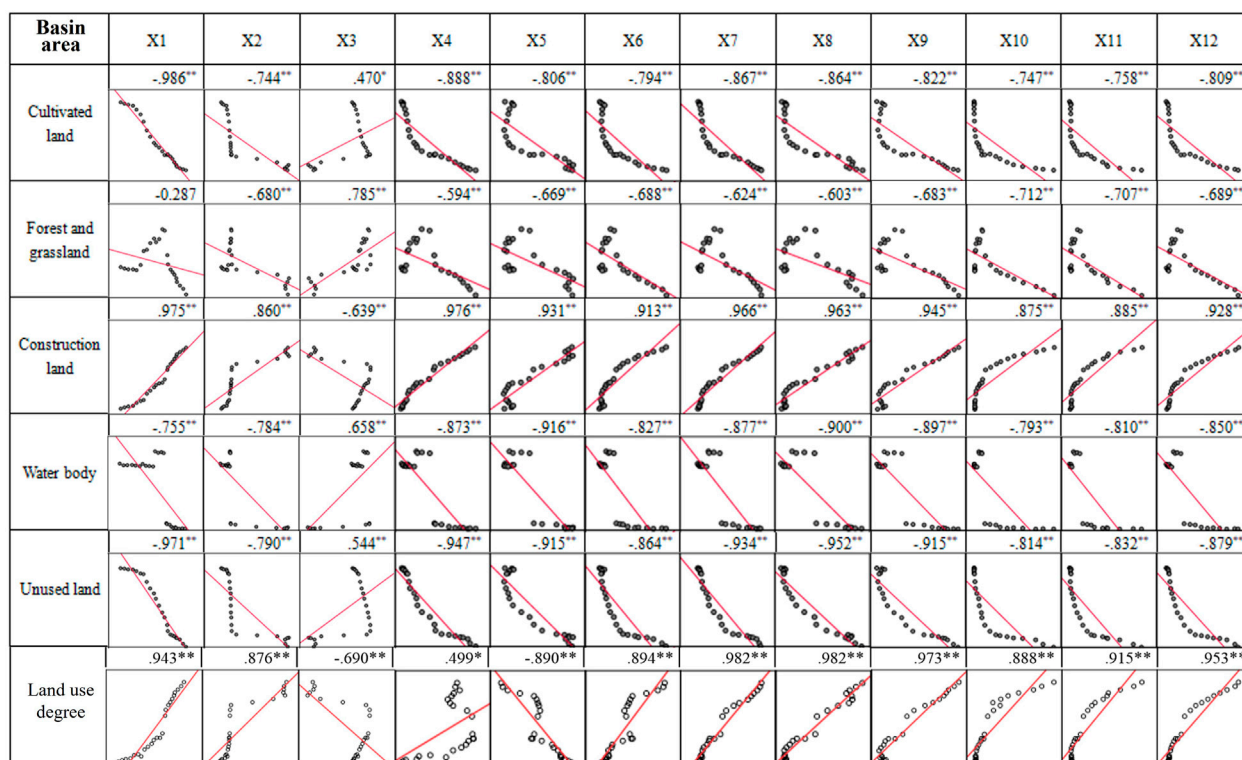 Basin area X1 X2 X3 X4 X5 X6 X7 X8 X9 X10 X11 X12
-.986** -.744** .470* -.888** -.806** -.794** -.867** -.864** -.822** -.747** -.758** -.809**
Cultivated
land
-0.287 -.680** .785** -.594** -.669** -.688** -.624** -.603** -.683** -.712** -.707** -.689**
Forest and
grassland
.975** .860** -.639** .976** .931** .913** .966** .963** .945** .875** .885** .928**
Construction
land
-.755** -.784** .658** -.873** -.916** -.827** -.877** -.900** -.897** -.793** -.810** -.850**
Water body
-.971** -.790** .544** -.947** -.915** -.864** -.934** -.952** -.915** -.814** -.832** -.879**
Unused land
.943** .876** -.690** .499* -.890** .894** .982** .982** .973** .888** .915** .953**
Land use
degree